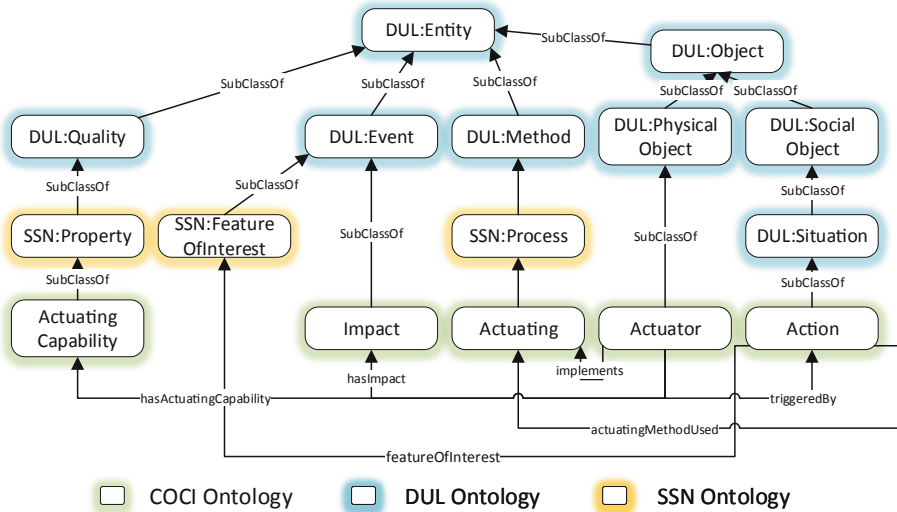 DUL:Entity
SubClassOf
DUL:Object
SubClassOf
SubClassOf
SubClassOf
SubClassOf
SubClassOf
DUL:Quality
DUL:Event
DUL:Method
DUL:Physical
Object
DUL:Social
Object
SubClassOf
SubClassOf
SubClassOf
SSN:Property
SSN:Feature
OfInterest
SubClassOf
SSN:Process
SubClassOf
DUL:Situation
SubClassOf
SubClassOf
Actuating
Capability
Impact
Actuating
Actuator
Action
hasImpact
implements
hasActuatingCapability
triggeredBy
actuatingMethodUsed
featureOfInterest
COCI Ontology
DUL Ontology
SSN Ontology